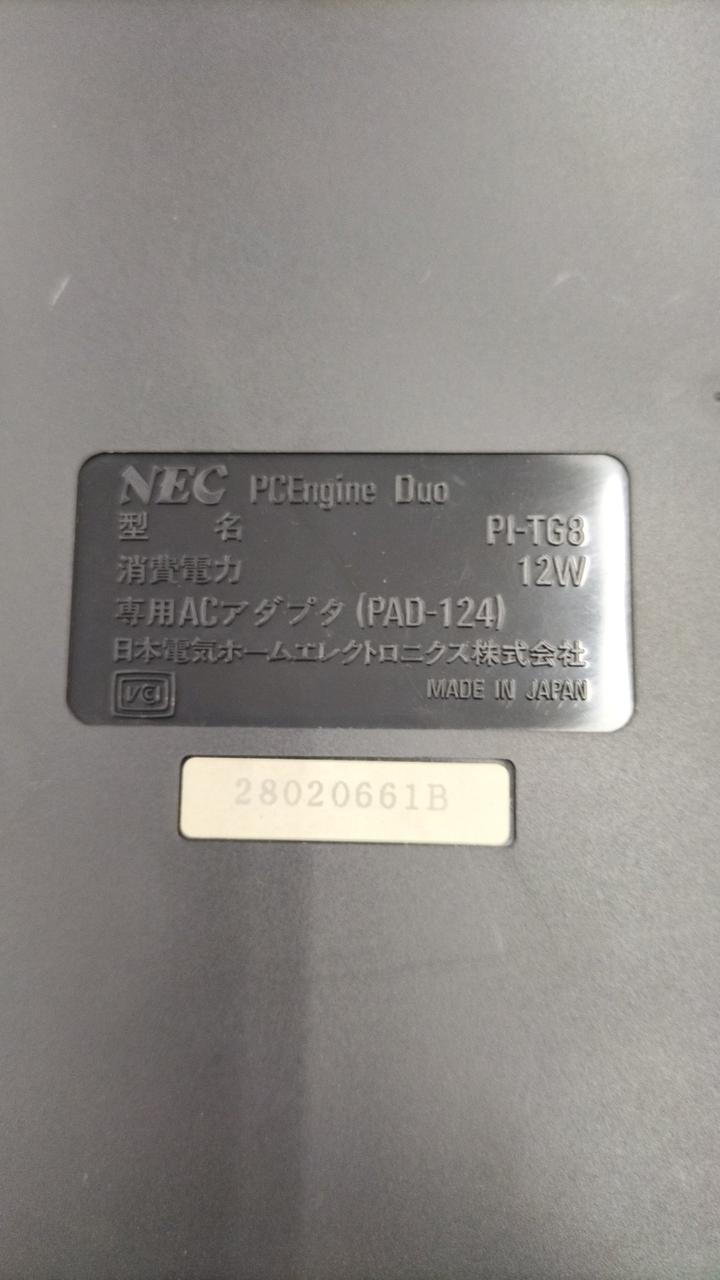 NEC PCEngine Duo
型 名 PI-TG8
消費電力 12W
専用ACアダプタ (PAD-124)
日本電気ホームエレクトロニクス株式会社
VCI MADE IN JAPAN
28020661B